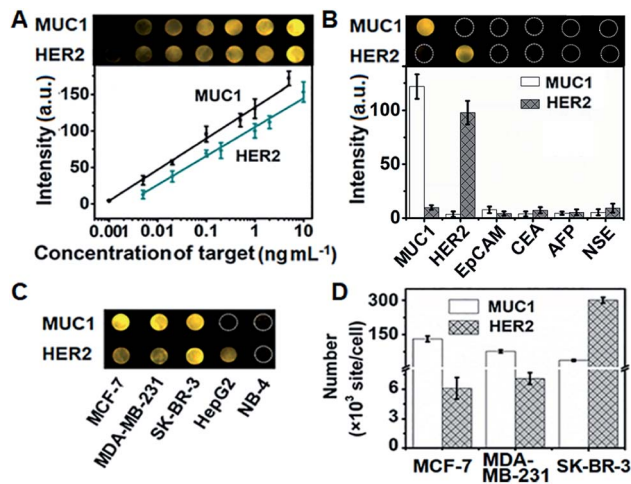 A
MUC1
HER2
Intensity (a.u.)
150
100
50
0
MUC1
HER2
0.001
0.01
0.1
1
10
Concentration of target (ng mL⁻¹)
B
MUC1
HER2
Intensity (a.u.)
100
50
0
MUC1
HER2
MUC1
HER2
EpCAM
CEA
AFP
NSE
C
MUC1
HER2
MCF-7
MDA-MB-231
SK-BR-3
HepG2
NB-4
D
Number
(×10³ site/cell)
300
150
6
3
0
MUC1
HER2
MCF-7
MDA-
MB-231
SK-BR-3